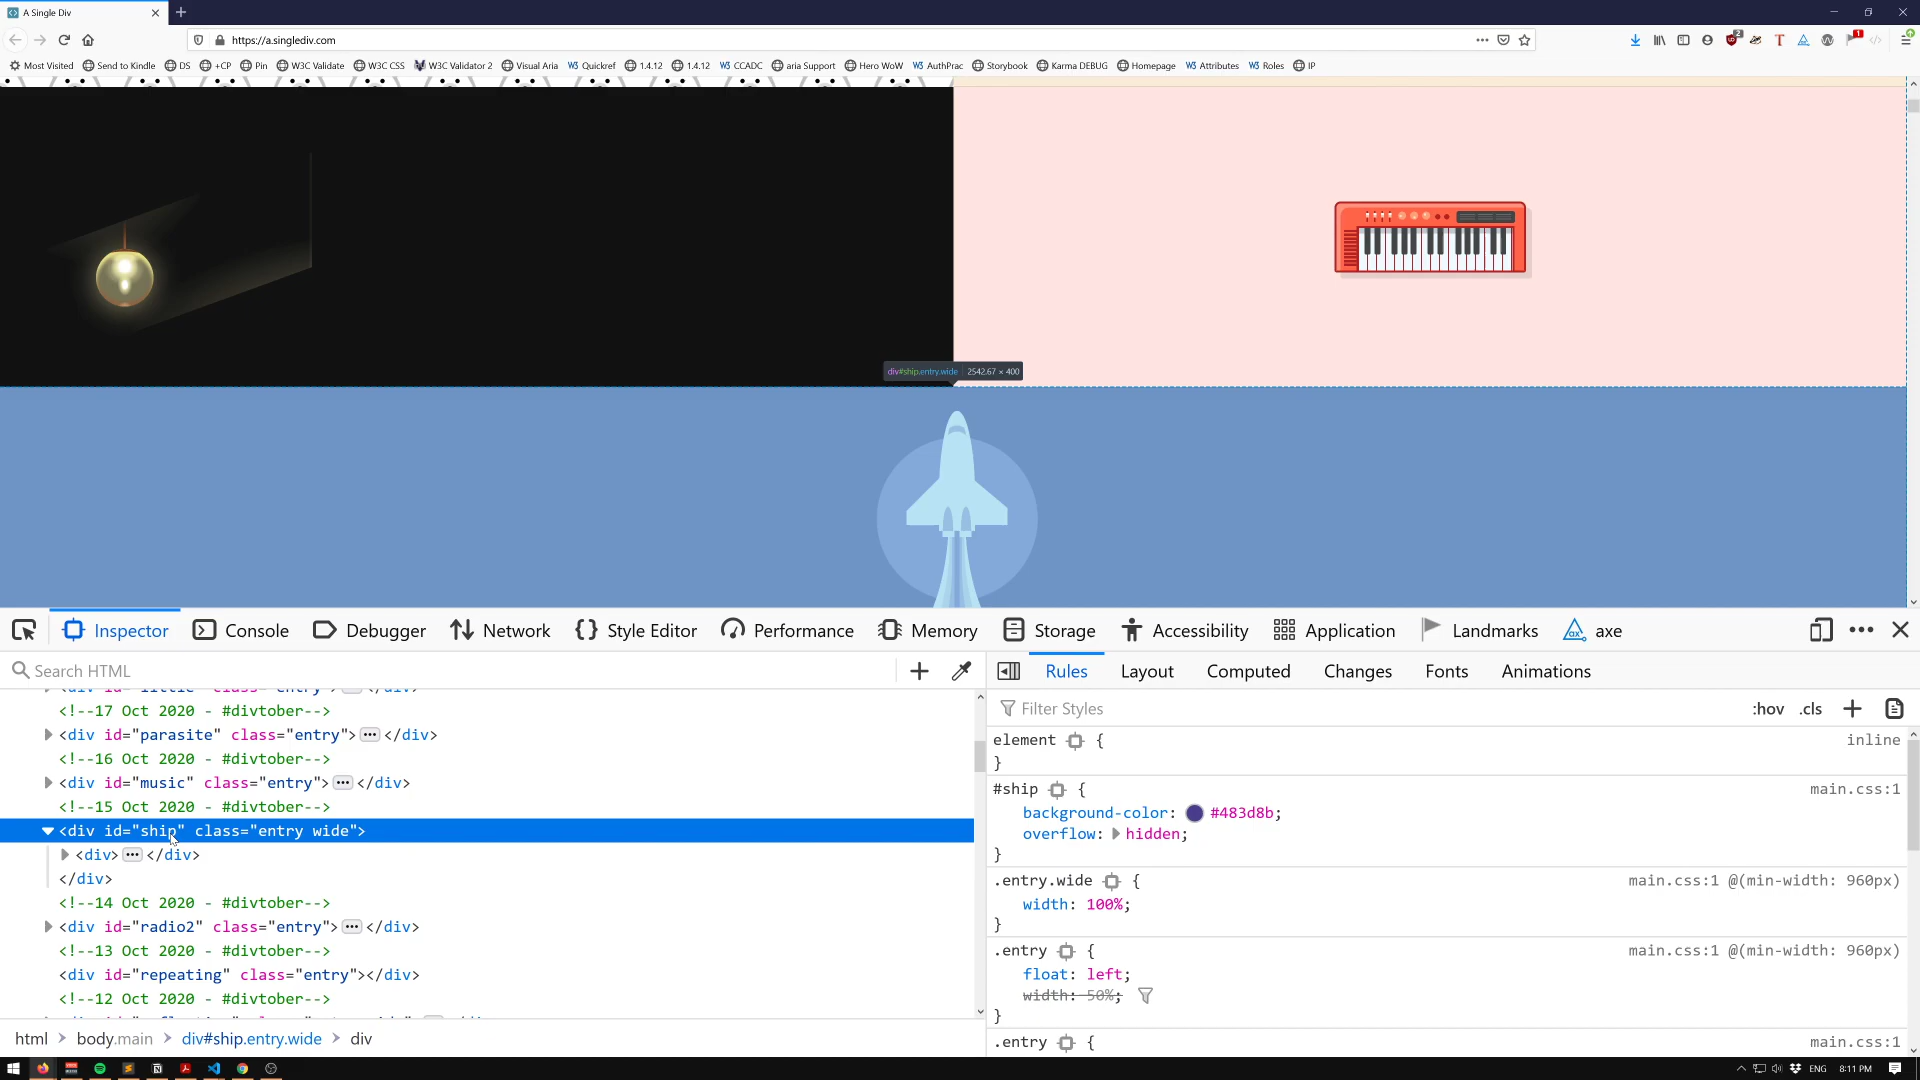 A Single Div
https://a.singlediv.com
Most Visited Send to Kindle DS +CP Pin W3C Validate W3C CSS W3C Validator 2 Visual Aria Quickref 1.4.12 1.4.12 CCADC aria Support Hero WoW AuthPrac Storybook Karma DEBUG Homepage Attributes Roles IP
div#ship.entry.wide 2542.67 × 400
Inspector Console Debugger Network Style Editor Performance Memory Storage Accessibility Application Landmarks axe
Search HTML
Rules Layout Computed Changes Fonts Animations
Filter Styles
:hov .cls
<!--17 Oct 2020 - #divtober-->
<div id="parasite" class="entry"> ••• </div>
<!--16 Oct 2020 - #divtober-->
<div id="music" class="entry"> ••• </div>
<!--15 Oct 2020 - #divtober-->
<div id="ship" class="entry wide">
<div> ••• </div>
</div>
<!--14 Oct 2020 - #divtober-->
<div id="radio2" class="entry"> ••• </div>
<!--13 Oct 2020 - #divtober-->
<div id="repeating" class="entry"></div>
<!--12 Oct 2020 - #divtober-->
element {
inline
}
#ship {
main.css:1
background-color: #483d8b;
overflow: hidden;
}
.entry.wide {
main.css:1 @(min-width: 960px)
width: 100%;
}
.entry {
main.css:1 @(min-width: 960px)
float: left;
width: 50%;
}
.entry {
main.css:1
html body.main div#ship.entry.wide div
ENG 8:11 PM